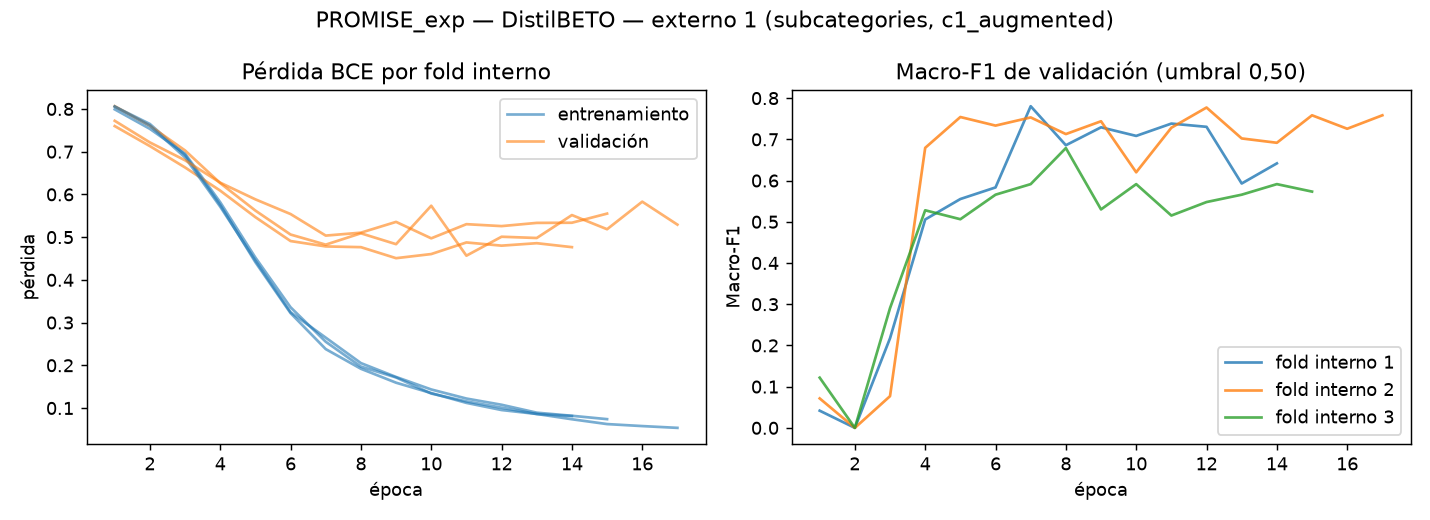 PROMISE_exp — DistilBETO — externo 1 (subcategories, c1_augmented)
Pérdida BCE por fold interno
pérdida
0.8
0.7
0.6
0.5
0.4
0.3
0.2
0.1
entrenamiento
validación
2 4 6 8 10 12 14 16
época
Macro-F1 de validación (umbral 0,50)
Macro-F1
0.8
0.7
0.6
0.5
0.4
0.3
0.2
0.1
0.0
fold interno 1
fold interno 2
fold interno 3
2 4 6 8 10 12 14 16
época